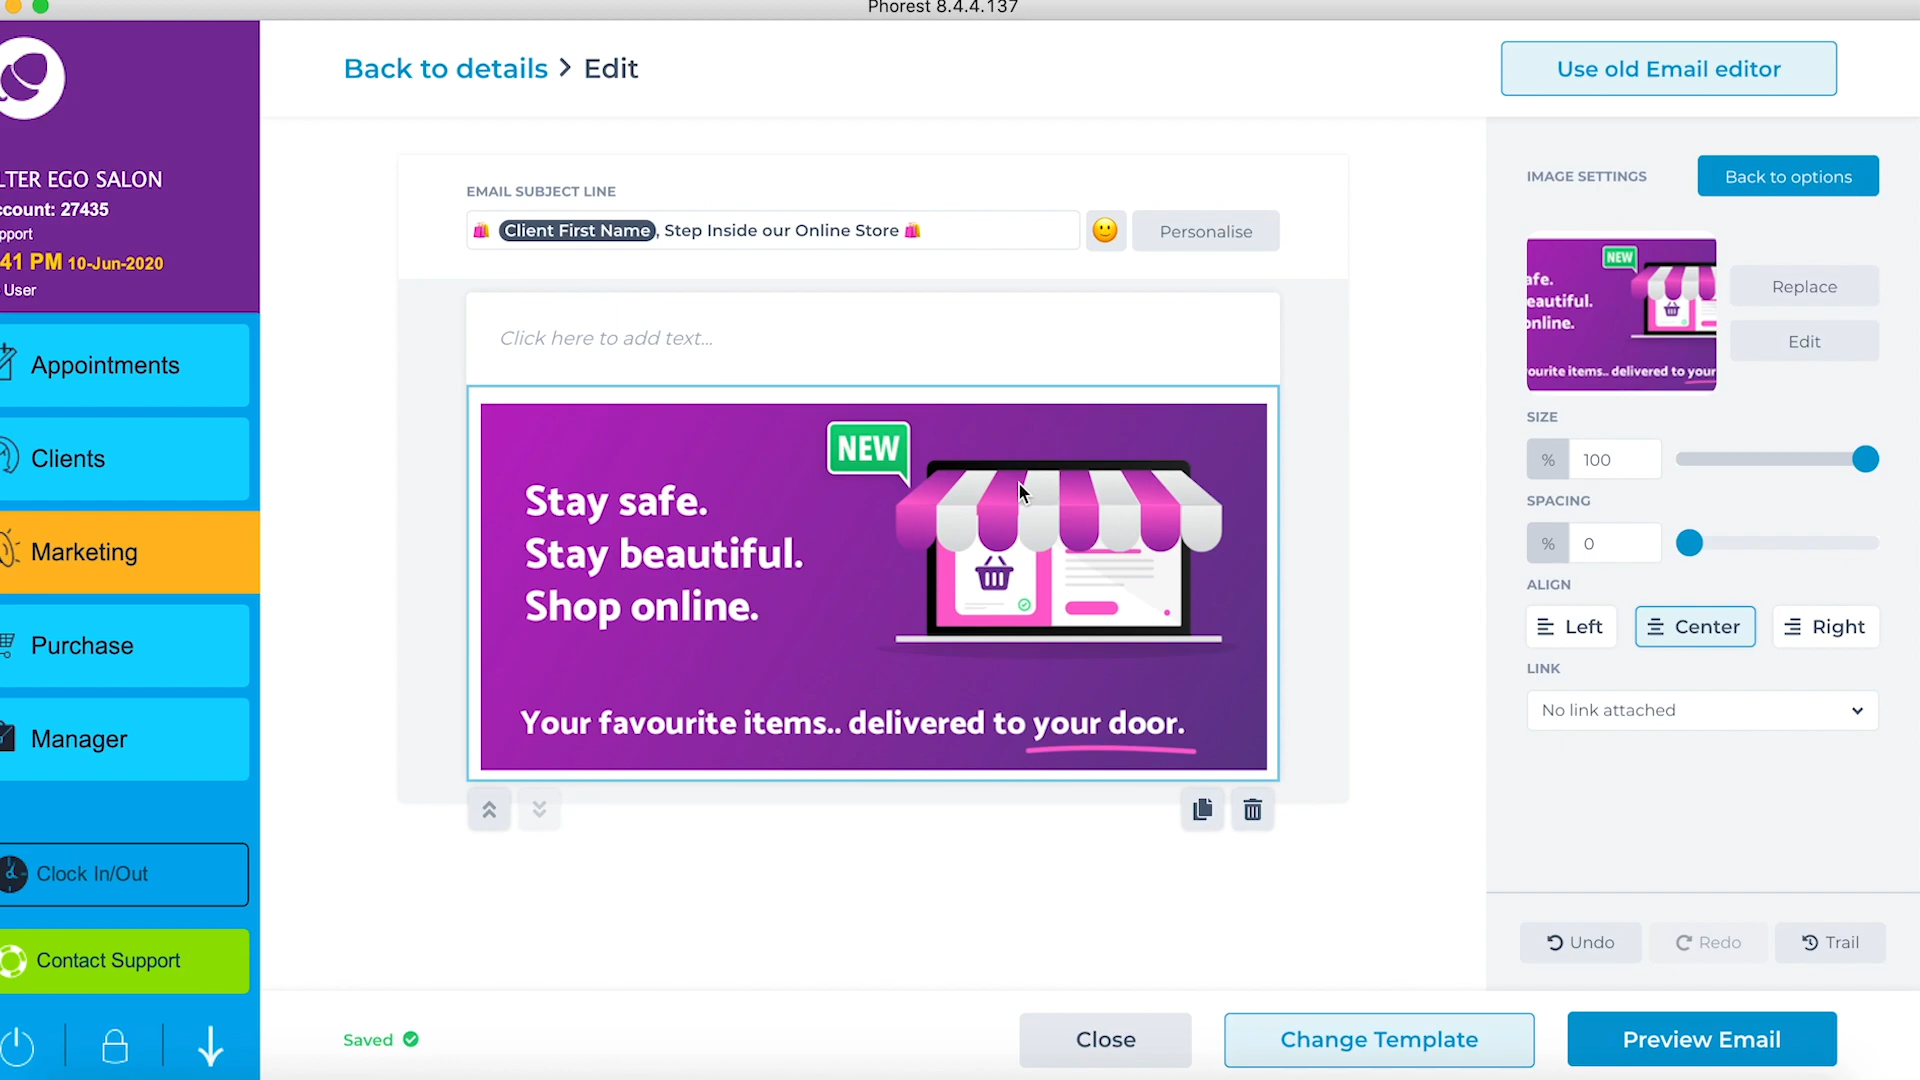 Phorest 8.4.4.137
Back to details > Edit
Use old Email editor
LTER EGO SALON
ccount: 27435
pport
41 PM 10-Jun-2020
User
Appointments
Clients
Marketing
Purchase
Manager
Clock In/Out
Contact Support
EMAIL SUBJECT LINE
Client First Name, Step Inside our Online Store
Personalise
Click here to add text...
NEW
Stay safe.
Stay beautiful.
Shop online.
Your favourite items.. delivered to your door.
IMAGE SETTINGS
Back to options
NEW
afe.
eautiful.
online.
ourite items.. delivered to your
Replace
Edit
SIZE
% 100
SPACING
% 0
ALIGN
Left Center Right
LINK
No link attached
Undo Redo Trail
Saved
Close
Change Template
Preview Email